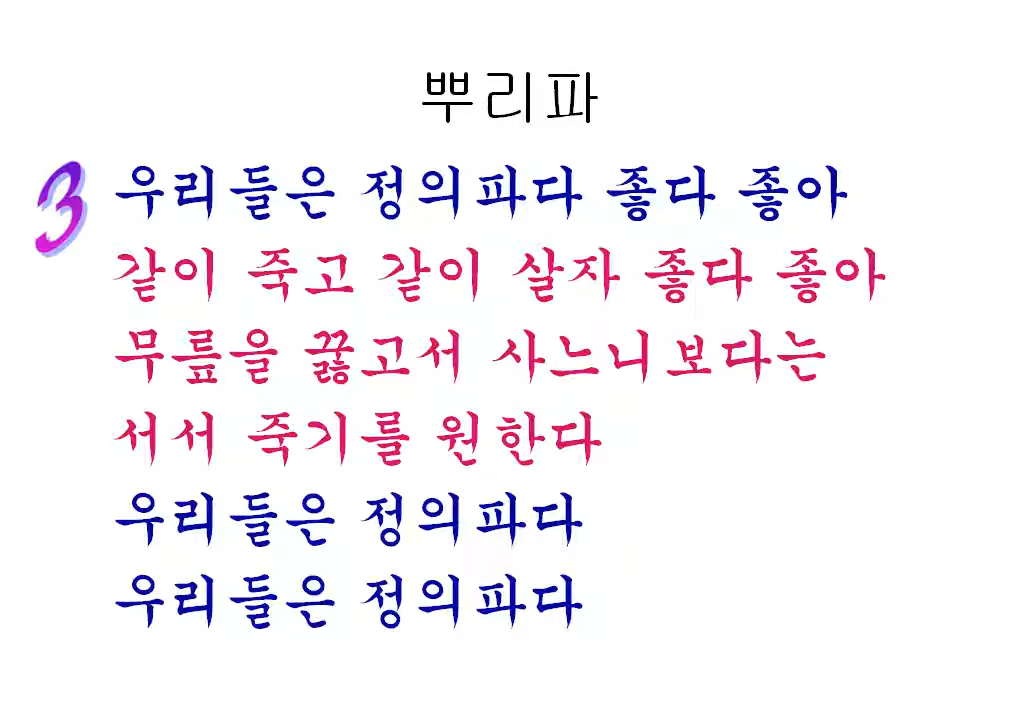 뿌리파
3 우리들은 정의파다 좋다 좋아
같이 죽고 같이 살자 좋다 좋아
무릎을 꿇고서 사느니보다는
서서 죽기를 원한다
우리들은 정의파다
우리들은 정의파다